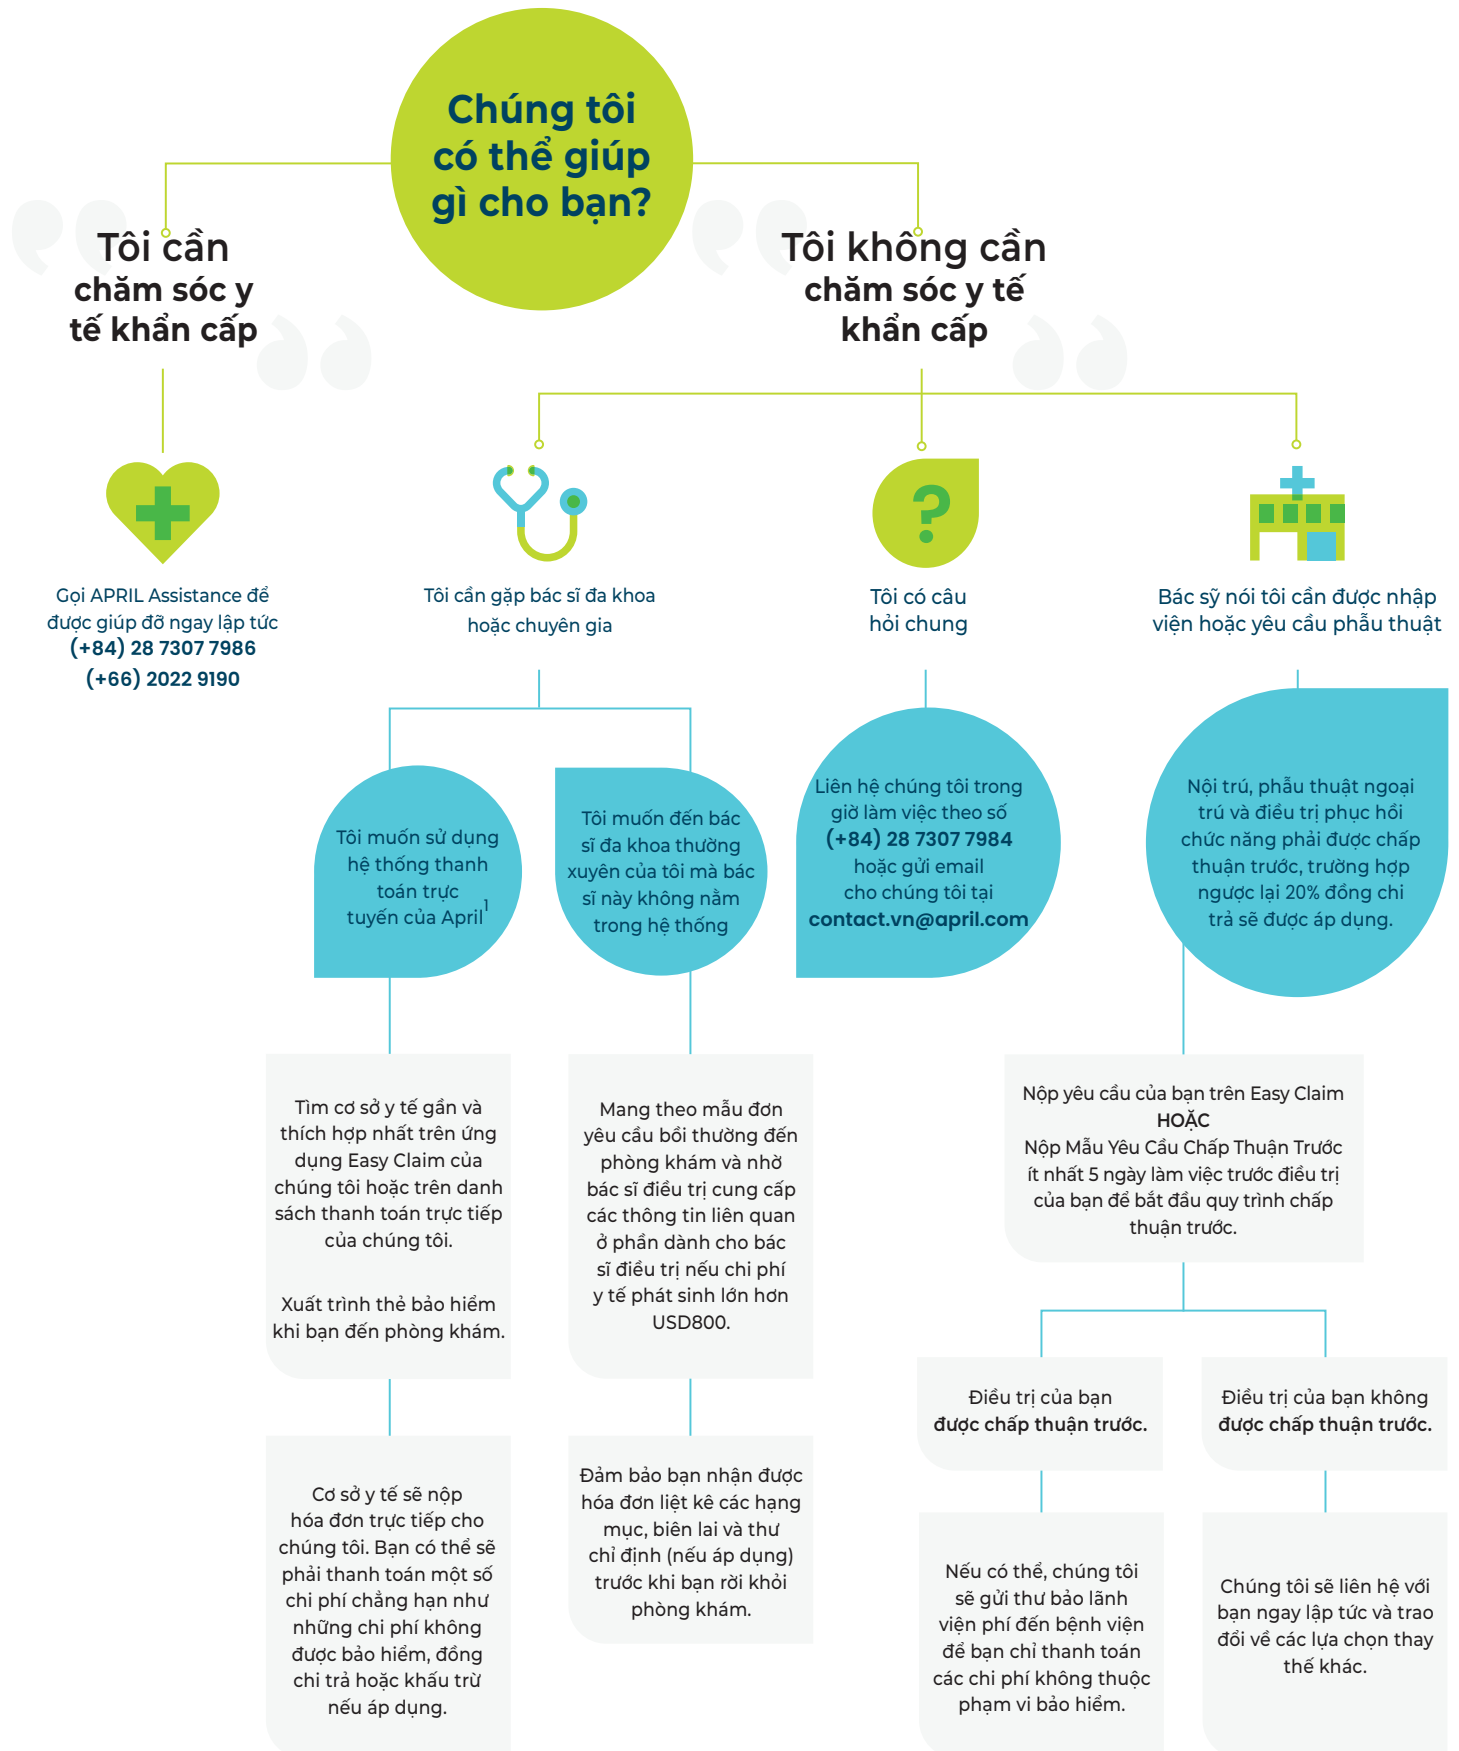 Chúng tôi
có thể giúp
gì cho bạn?
Tôi cần
chăm sóc y
tế khẩn cấp
Tôi không cần
chăm sóc y tế
khẩn cấp
Gọi APRIL Assistance để
được giúp đỡ ngay lập tức
(+84) 28 7307 7986
(+66) 2022 9190
Tôi cần gặp bác sĩ đa khoa
hoặc chuyên gia
Tôi có câu
hỏi chung
Bác sỹ nói tôi cần được nhập
viện hoặc yêu cầu phẫu thuật
Tôi muốn sử dụng
hệ thống thanh
toán trực
tuyến của April1
Tôi muốn đến bác
sĩ đa khoa thường
xuyên của tôi mà bác
sĩ này không nằm
trong hệ thống
Liên hệ chúng tôi trong
giờ làm việc theo số
(+84) 28 7307 7984
hoặc gửi email
cho chúng tôi tại
contact.vn@april.com
Nội trú, phẫu thuật ngoại
trú và điều trị phục hồi
chức năng phải được chấp
thuận trước, trường hợp
ngược lại 20% đồng chi
trả sẽ được áp dụng.
Tìm cơ sở y tế gần và
thích hợp nhất trên ứng
dụng Easy Claim của
chúng tôi hoặc trên danh
sách thanh toán trực tiếp
của chúng tôi.
Xuất trình thẻ bảo hiểm
khi bạn đến phòng khám.
Mang theo mẫu đơn
yêu cầu bồi thường đến
phòng khám và nhờ
bác sĩ điều trị cung cấp
các thông tin liên quan
ở phần dành cho bác
sĩ điều trị nếu chi phí
y tế phát sinh lớn hơn
USD800.
Nộp yêu cầu của bạn trên Easy Claim
HOẶC
Nộp Mẫu Yêu Cầu Chấp Thuận Trước
ít nhất 5 ngày làm việc trước điều trị
của bạn để bắt đầu quy trình chấp
thuận trước.
Điều trị của bạn
được chấp thuận trước.
Điều trị của bạn không
được chấp thuận trước.
Cơ sở y tế sẽ nộp
hóa đơn trực tiếp cho
chúng tôi. Bạn có thể sẽ
phải thanh toán một số
chi phí chẳng hạn như
những chi phí không
được bảo hiểm, đồng
chi trả hoặc khấu trừ
nếu áp dụng.
Đảm bảo bạn nhận được
hóa đơn liệt kê các hạng
mục, biên lai và thư
chỉ định (nếu áp dụng)
trước khi bạn rời khỏi
phòng khám.
Nếu có thể, chúng tôi
sẽ gửi thư bảo lãnh
viện phí đến bệnh viện
để bạn chỉ thanh toán
các chi phí không thuộc
phạm vi bảo hiểm.
Chúng tôi sẽ liên hệ với
bạn ngay lập tức và trao
đổi về các lựa chọn thay
thế khác.